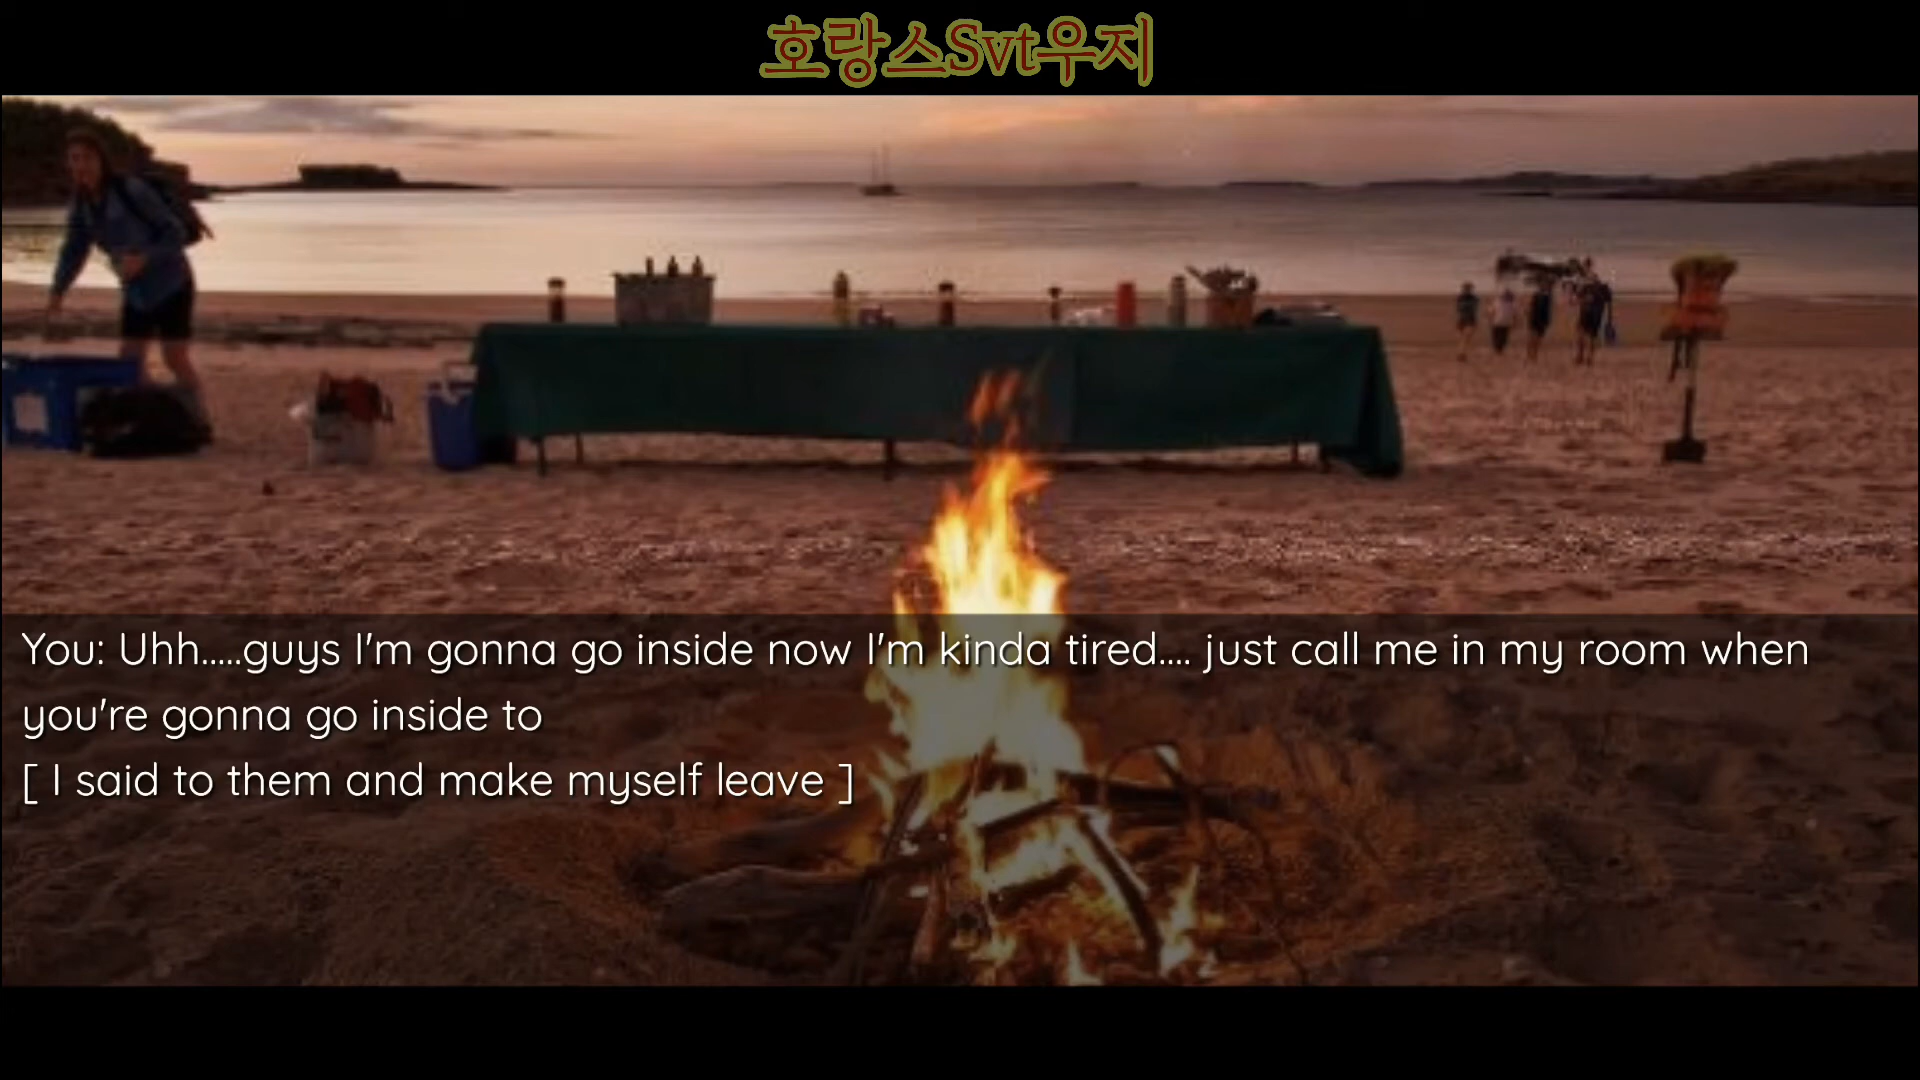 호랑스Svt우지
You: Uhh.....guys I'm gonna go inside now I'm kinda tired.... just call me in my room when
you're gonna go inside to
[ I said to them and make myself leave ]